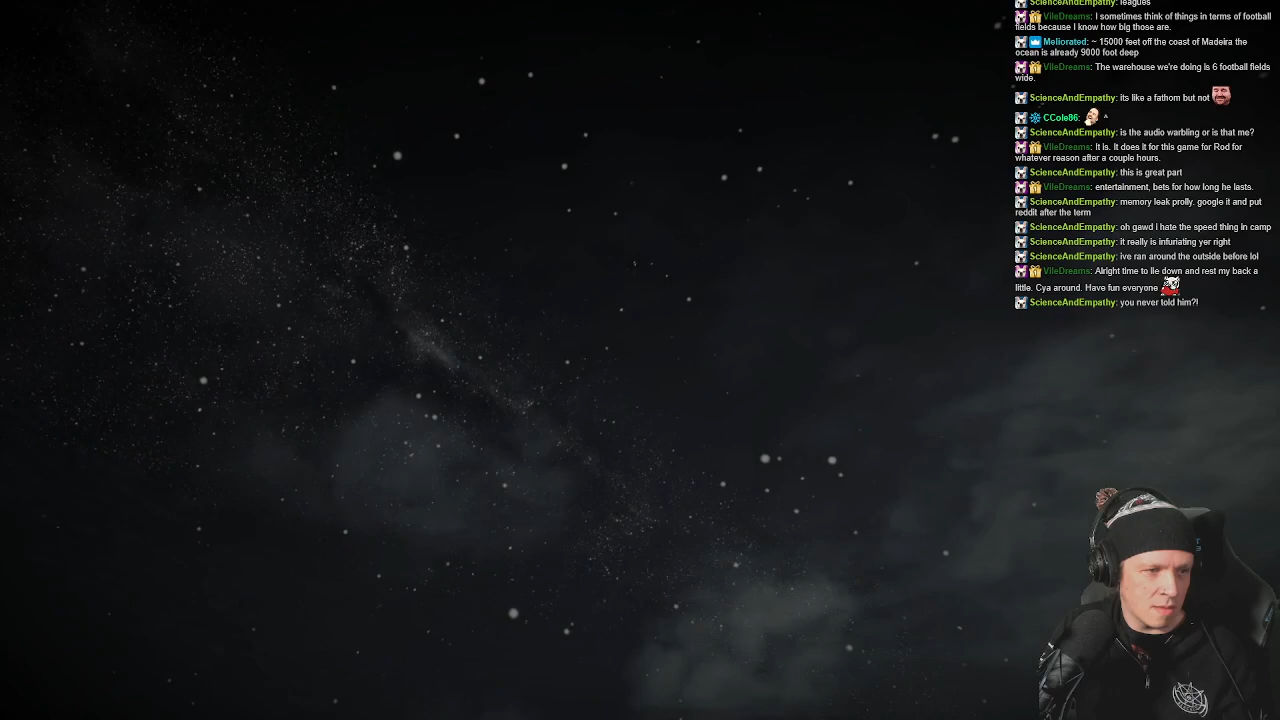 ScienceAndEmpathy: leagues
VileDreams: I sometimes think of things in terms of football
fields because I know how big those are.
Meliorated: ~ 15000 feet off the coast of Madeira the
ocean is already 9000 foot deep
VileDreams: The warehouse we're doing is 6 football fields
wide.
ScienceAndEmpathy: its like a fathom but not
CCole86: ^
ScienceAndEmpathy: is the audio warbling or is that me?
VileDreams: It is. It does it for this game for Rod for
whatever reason after a couple hours.
ScienceAndEmpathy: this is great part
VileDreams: entertainment, bets for how long he lasts.
ScienceAndEmpathy: memory leak prolly. google it and put
reddit after the term
ScienceAndEmpathy: oh gawd I hate the speed thing in camp
ScienceAndEmpathy: it really is infuriating yer right
ScienceAndEmpathy: ive ran around the outside before lol
VileDreams: Alright time to lie down and rest my back a
little. Cya around. Have fun everyone
ScienceAndEmpathy: you never told him?!